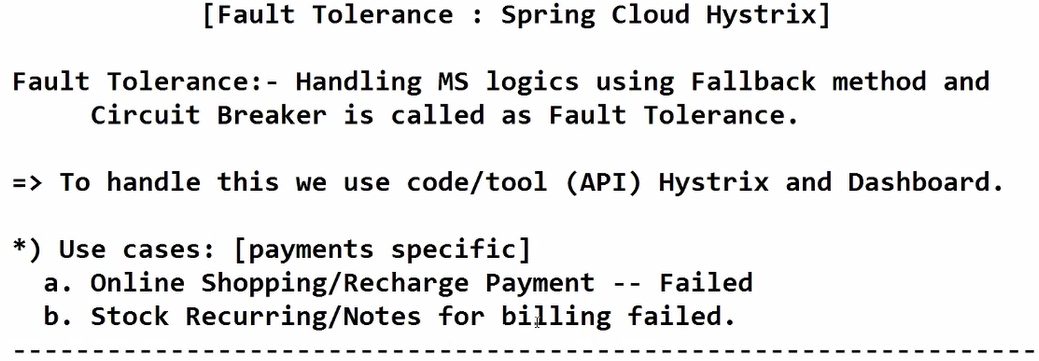 [Fault Tolerance : Spring Cloud Hystrix]
Fault Tolerance:- Handling MS logics using Fallback method and
Circuit Breaker is called as Fault Tolerance.
=> To handle this we use code/tool (API) Hystrix and Dashboard.
*) Use cases: [payments specific]
a. Online Shopping/Recharge Payment -- Failed
b. Stock Recurring/Notes for billing failed.
-----------------------------------------------------------------